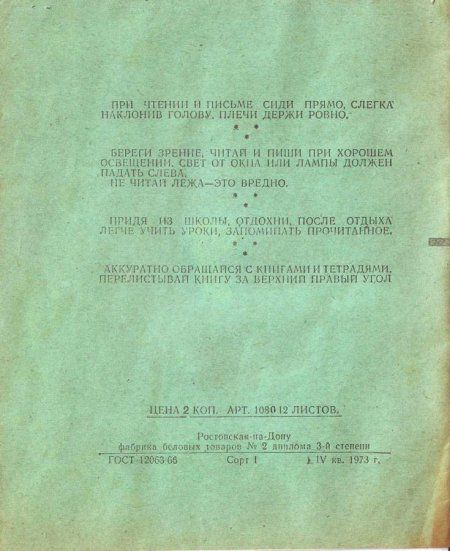 ПРИ ЧТЕНИИ И ПИСЬМЕ СИДИ ПРЯМО, СЛЕГКА
НАКЛОНИВ ГОЛОВУ. ПЛЕЧИ ДЕРЖИ РОВНО.
* *
*
БЕРЕГИ ЗРЕНИЕ, ЧИТАЙ И ПИШИ ПРИ ХОРОШЕМ
ОСВЕЩЕНИИ. СВЕТ ОТ ОКНА ИЛИ ЛАМПЫ ДОЛЖЕН
ПАДАТЬ СЛЕВА.
НЕ ЧИТАЙ ЛЕЖА—ЭТО ВРЕДНО.
* *
*
ПРИДЯ ИЗ ШКОЛЫ, ОТДОХНИ, ПОСЛЕ ОТДЫХА
ЛЕГЧЕ УЧИТЬ УРОКИ, ЗАПОМИНАТЬ ПРОЧИТАННОЕ.
* *
*
АККУРАТНО ОБРАЩАЙСЯ С КНИГАМИ И ТЕТРАДЯМИ.
ПЕРЕЛИСТЫВАЙ КНИГУ ЗА ВЕРХНИЙ ПРАВЫЙ УГОЛ
ЦЕНА 2 КОП. АРТ. 1080 12 ЛИСТОВ.
Ростовская-на-Дону
фабрика беловых товаров № 2 диплома 3-й степени
ГОСТ 12063-66 Сорт I IV кв. 1973 г.